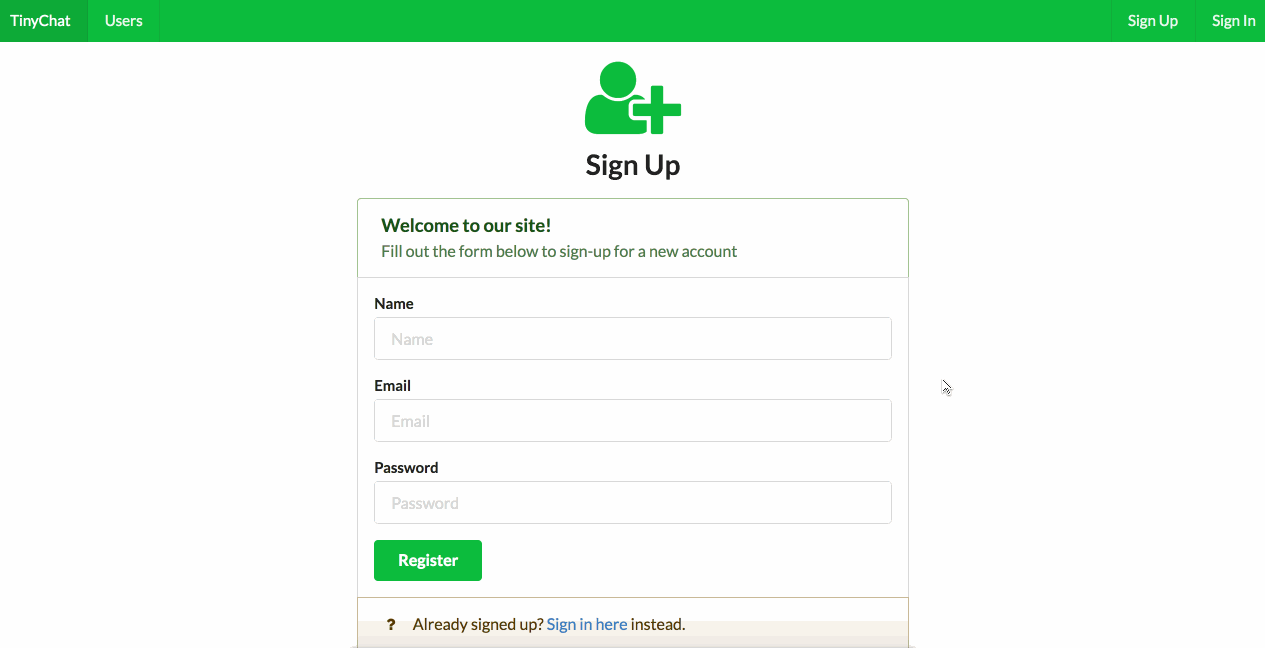 TinyChat Users Sign Up Sign In
Sign Up
Welcome to our site!
Fill out the form below to sign-up for a new account
Name
Name
Email
Email
Password
Password
Register
? Already signed up? Sign in here instead.